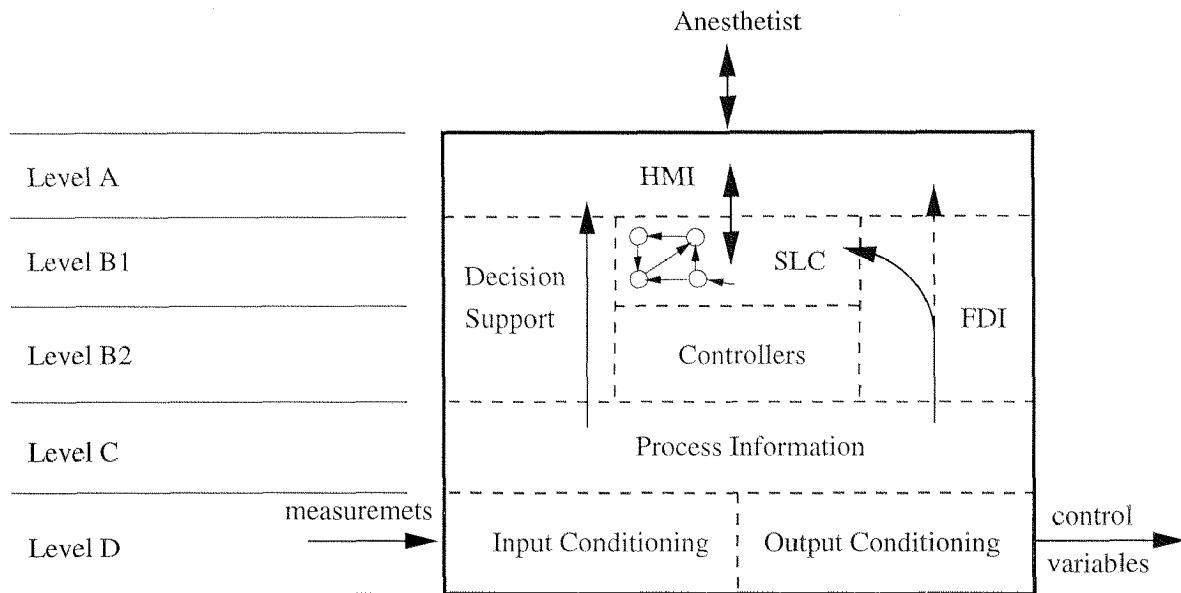 Anesthetist
Level A
HMI
Level B1
Decision
Support
SLC
FDI
Level B2
Controllers
Level C
Process Information
measuremets
Level D
Input Conditioning
Output Conditioning
control
variables